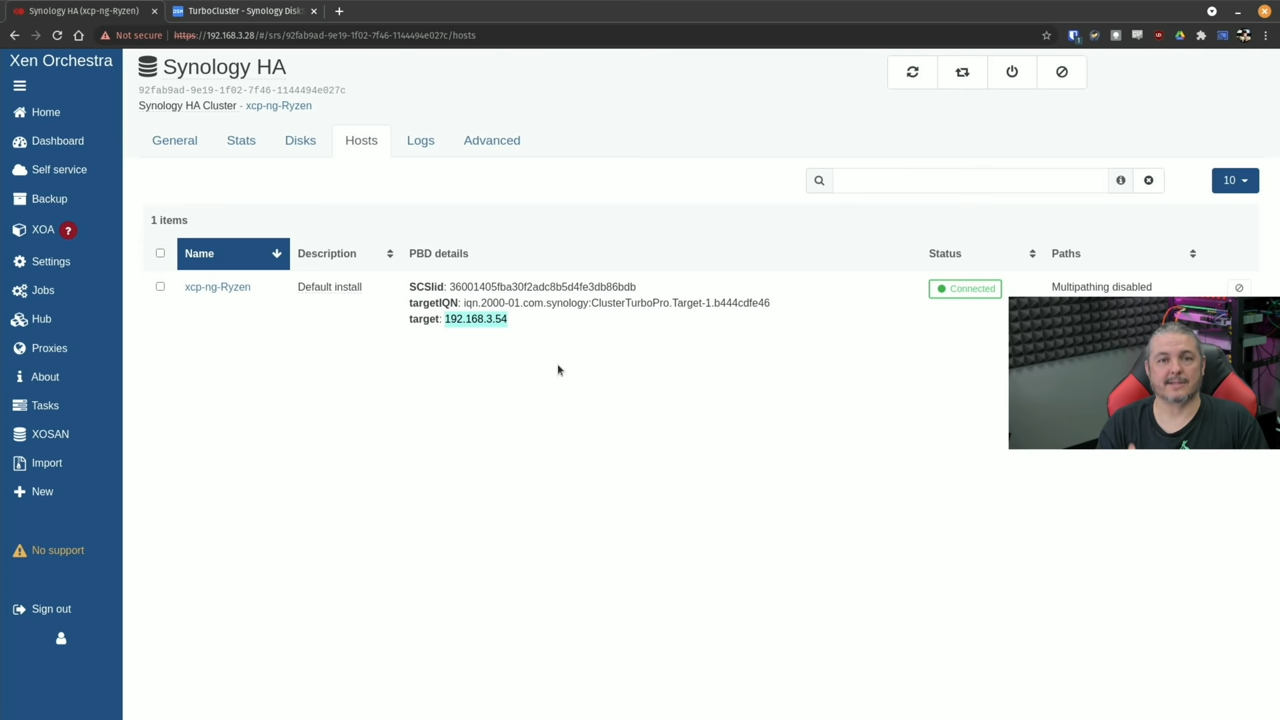 Synology HA (xcp-ng-Ryzen)
TurboCluster - Synology Disk
Not secure
https://192.168.3.28/#/srs/92fab9ad-9e19-1f02-7f46-1144494e027c/hosts
Xen Orchestra
Home
Dashboard
Self service
Backup
XOA ?
Settings
Jobs
Hub
Proxies
About
Tasks
XOSAN
Import
New
No support
Sign out
Synology HA
92fab9ad-9e19-1f02-7f46-1144494e027c
Synology HA Cluster - xcp-ng-Ryzen
General Stats Disks Hosts Logs Advanced
10
1 items
Name Description PBD details Status Paths
xcp-ng-Ryzen Default install SCSIid: 36001405fba30f2adc8b5d4fe3db86bdb Connected Multipathing disabled
targetIQN: iqn.2000-01.com.synology:ClusterTurboPro.Target-1.b444cdfe46
target: 192.168.3.54